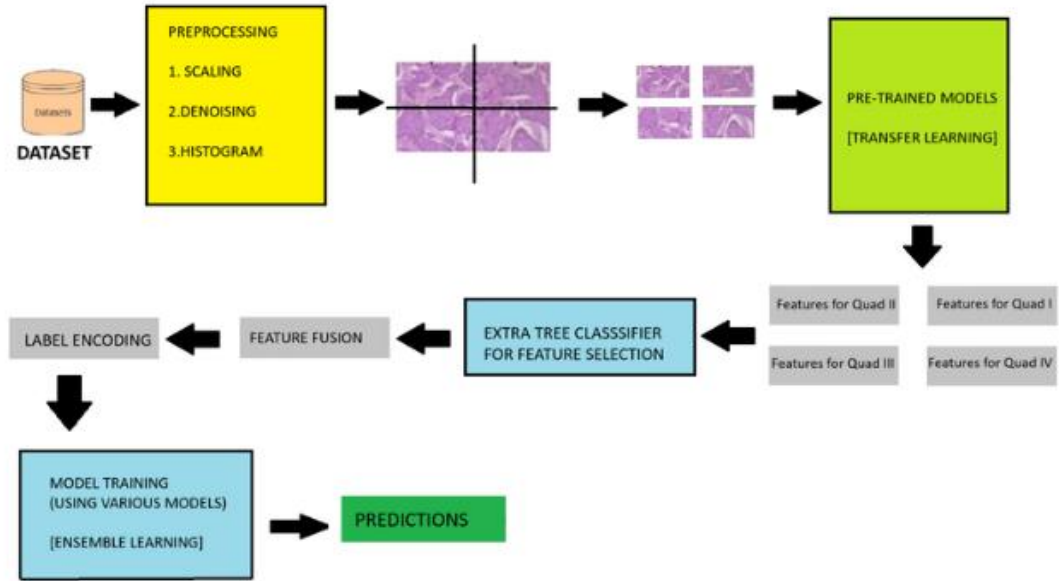 PREPROCESSING
1. SCALING
2.DENOISING
3.HISTOGRAM
Datasets
DATASET
PRE-TRAINED MODELS
[TRANSFER LEARNING]
Features for Quad II
Features for Quad I
Features for Quad III
Features for Quad IV
EXTRA TREE CLASSSIFIER
FOR FEATURE SELECTION
FEATURE FUSION
LABEL ENCODING
MODEL TRAINING
(USING VARIOUS MODELS)
[ENSEMBLE LEARNING]
PREDICTIONS